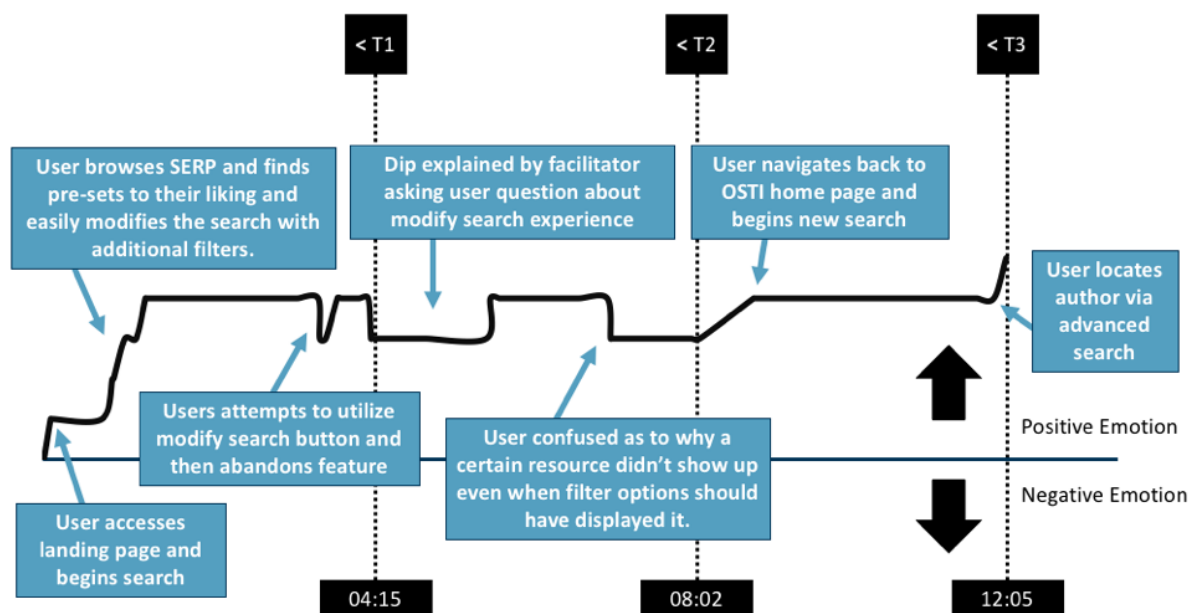 < T1
< T2
< T3
User browses SERP and finds
pre-sets to their liking and
easily modifies the search with
additional filters.
Dip explained by facilitator
asking user question about
modify search experience
User navigates back to
OSTI home page and
begins new search
User locates
author via
advanced
search
Users attempts to utilize
modify search button and
then abandons feature
User confused as to why a
certain resource didn't show up
even when filter options should
have displayed it.
Positive Emotion
Negative Emotion
User accesses
landing page and
begins search
04:15
08:02
12:05